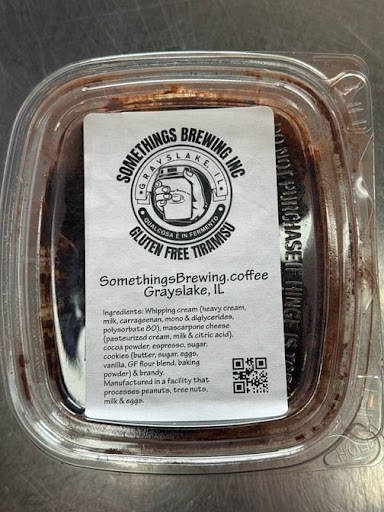 SOMETHINGS BREWING INC
GRAYSLAKE, IL
QUALCOSA È IN FERMENTO
GLUTEN FREE TIRAMISU
SomethingsBrewing.coffee
Grayslake, IL
Ingredients: Whipping cream (heavy cream,
milk, carrageenan, mono & diglycerides,
polysorbate 80), mascarpone cheese
(pasteurized cream, milk & citric acid),
cocoa powder, espresso, sugar,
cookies (butter, sugar, eggs,
vanilla, GF flour blend, baking
powder) & brandy.
Manufactured in a facility that
processes peanuts, tree nuts,
milk & eggs.
DO NOT PURCHASE IF HINGE IS